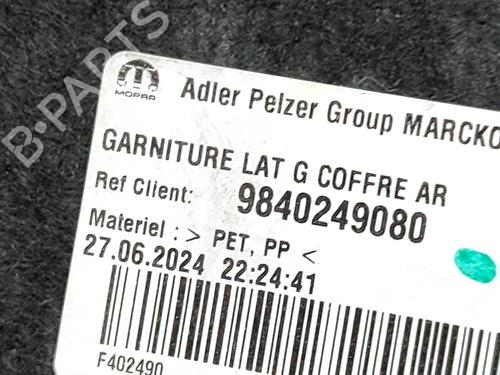 B-PARTS
MOPAR
Adler Pelzer Group MARCKO
GARNITURE LAT G COFFRE AR
Ref Client: 9840249080
Materiel : > PET, PP <
27.06.2024 22:24:41
F402490